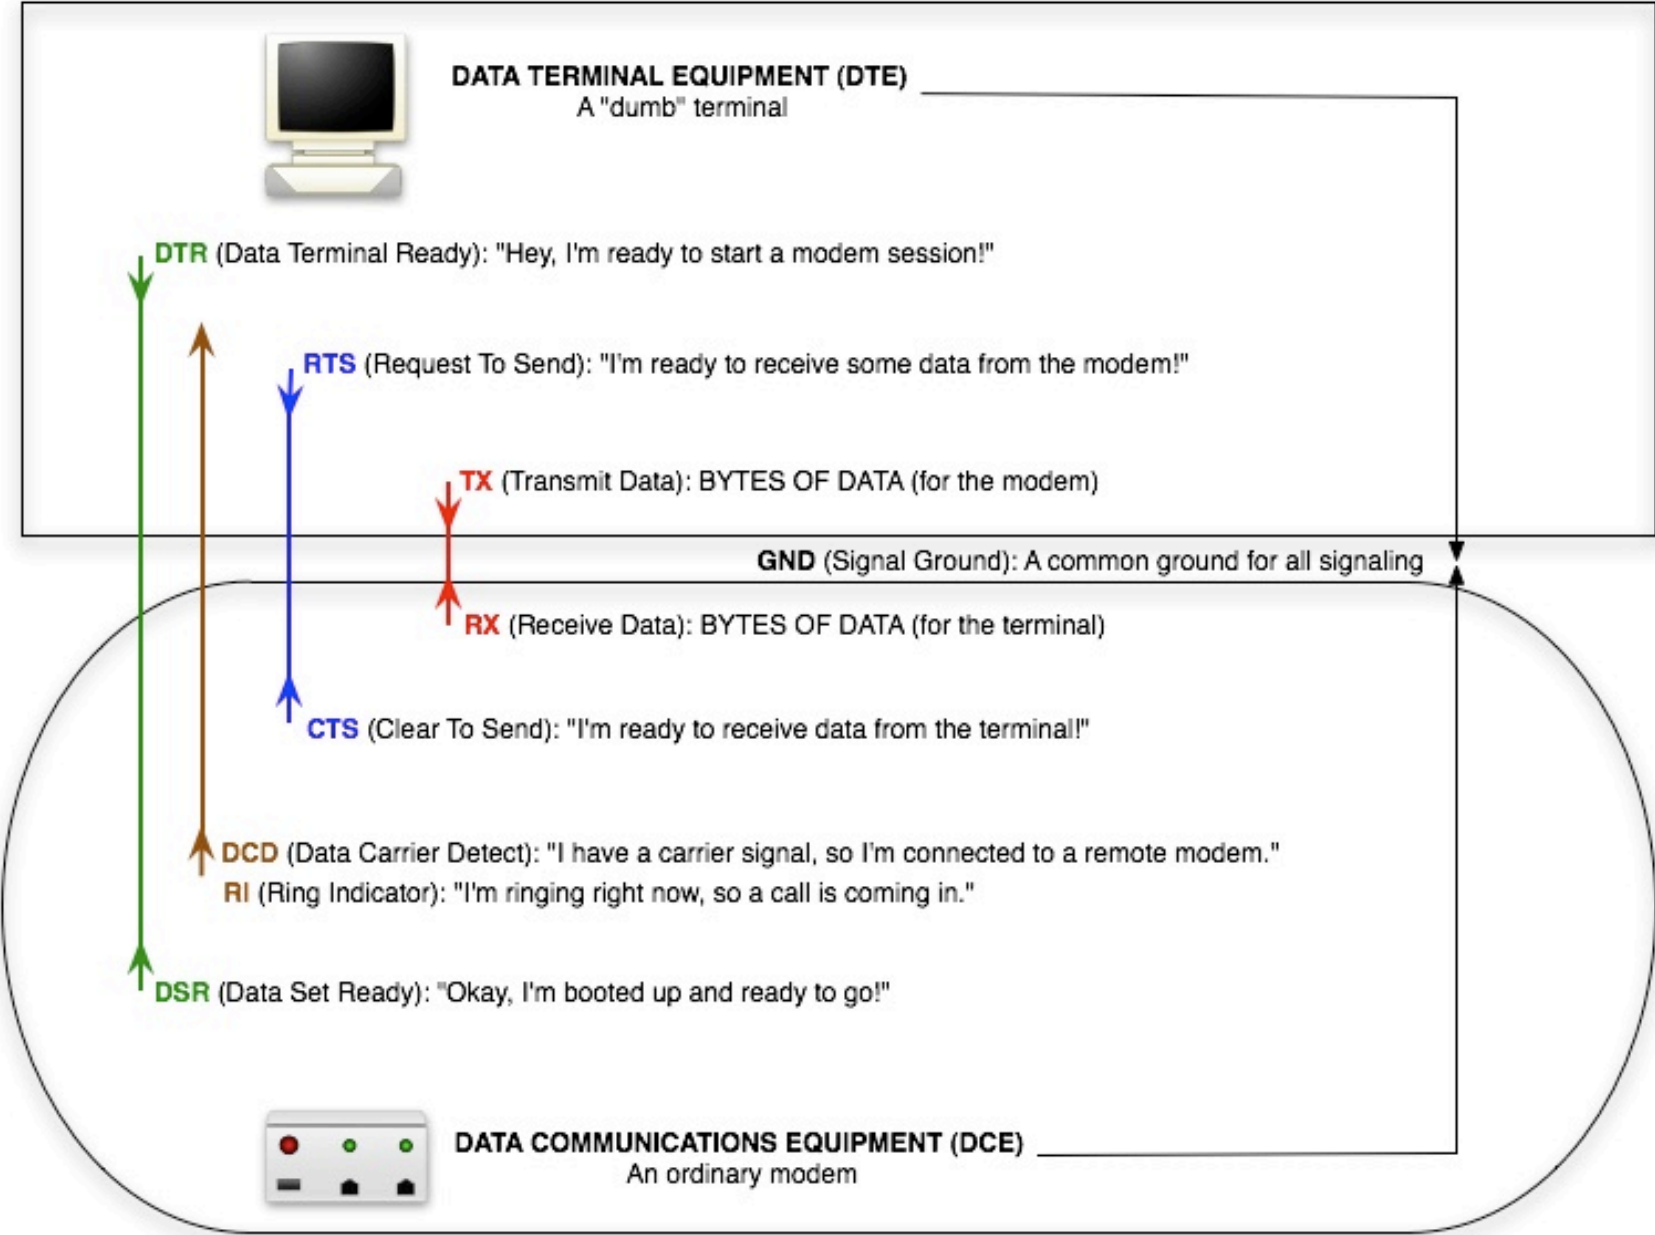 DATA TERMINAL EQUIPMENT (DTE)
A "dumb" terminal
DTR (Data Terminal Ready): "Hey, I'm ready to start a modem session!"
RTS (Request To Send): "I'm ready to receive some data from the modem!"
TX (Transmit Data): BYTES OF DATA (for the modem)
GND (Signal Ground): A common ground for all signaling
RX (Receive Data): BYTES OF DATA (for the terminal)
CTS (Clear To Send): "I'm ready to receive data from the terminal!"
DCD (Data Carrier Detect): "I have a carrier signal, so I'm connected to a remote modem."
RI (Ring Indicator): "I'm ringing right now, so a call is coming in."
DSR (Data Set Ready): "Okay, I'm booted up and ready to go!"
DATA COMMUNICATIONS EQUIPMENT (DCE)
An ordinary modem